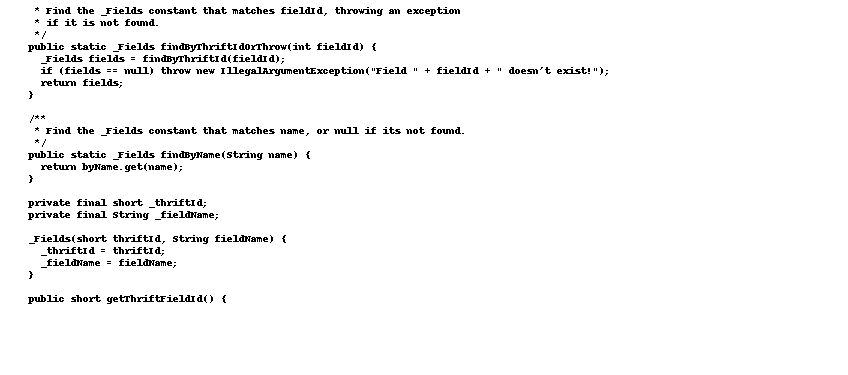 * Find the _Fields constant that matches fieldId, throwing an exception
* if it is not found.
*/
public static _Fields findByThriftIdOrThrow(int fieldId) {
_Fields fields = findByThriftId(fieldId);
if (fields == null) throw new IllegalArgumentException("Field " + fieldId + " doesn't exist!");
return fields;
}
/**
* Find the _Fields constant that matches name, or null if its not found.
*/
public static _Fields findByName(String name) {
return byName.get(name);
}
private final short _thriftId;
private final String _fieldName;
_Fields(short thriftId, String fieldName) {
_thriftId = thriftId;
_fieldName = fieldName;
}
public short getThriftFieldId() {